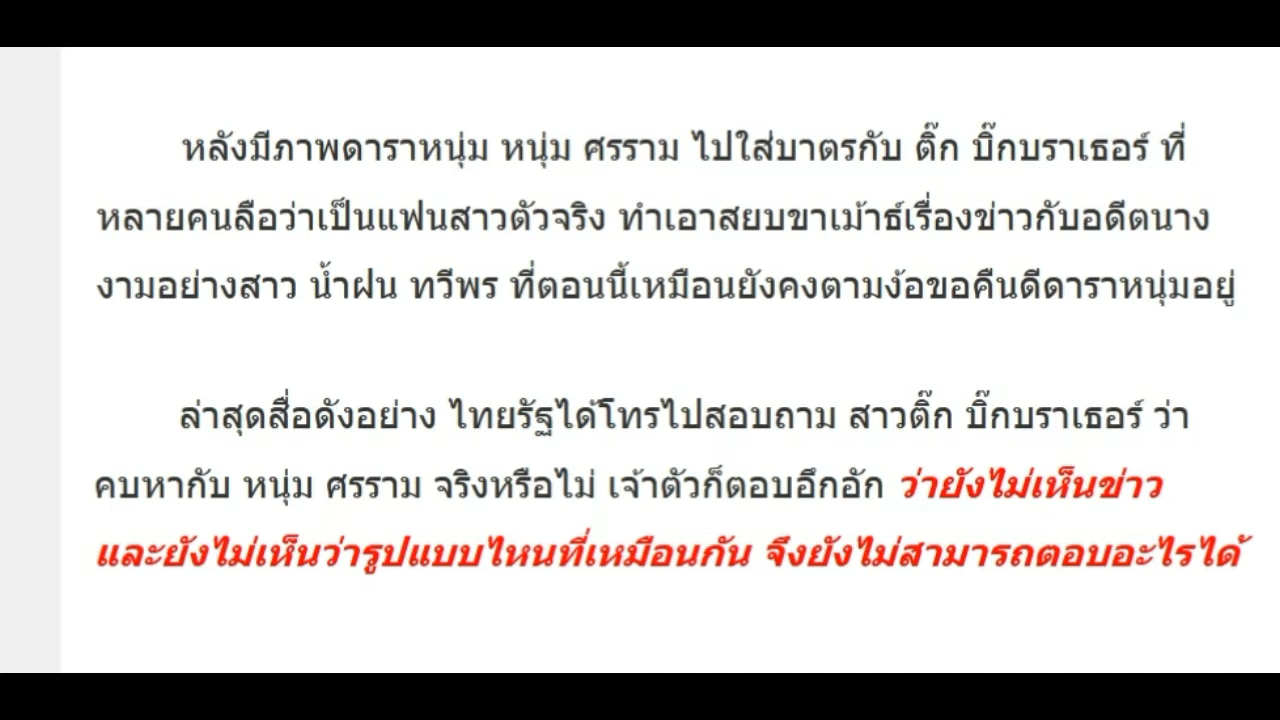 หลังมีภาพดาราหนุ่ม หนุ่ม ศรราม ไปใส่บาตรกับ ติ๊ก บิ๊กบราเธอร์ ที่
หลายคนลือว่าเป็นแฟนสาวตัวจริง ทำเอาสยบขาเม้าธ์เรื่องข่าวกับอดีตนาง
งามอย่างสาว น้ำฝน ทวีพร ที่ตอนนี้เหมือนยังคงตามง้อขอคืนดีดาราหนุ่มอยู่
ล่าสุดสื่อดังอย่าง ไทยรัฐได้โทรไปสอบถาม สาวติ๊ก บิ๊กบราเธอร์ ว่า
คบหากับ หนุ่ม ศรราม จริงหรือไม่ เจ้าตัวก็ตอบอึกอัก ว่ายังไม่เห็นข่าว
และยังไม่เห็นว่ารูปแบบไหนที่เหมือนกัน จึงยังไม่สามารถตอบอะไรได้